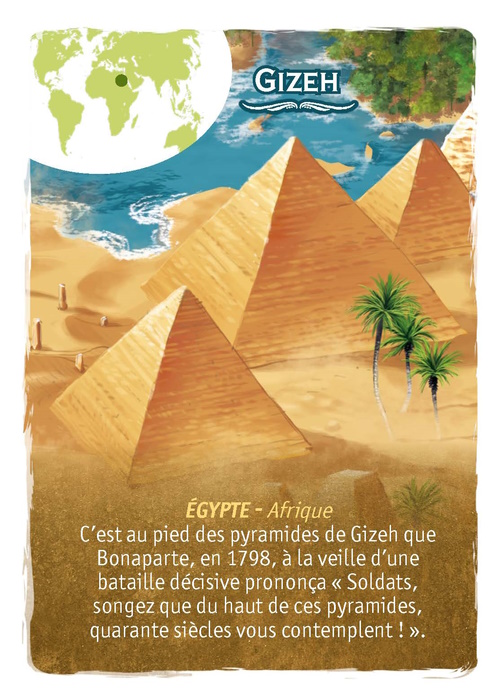 GIZEH
ÉGYPTE - Afrique
C'est au pied des pyramides de Gizeh que
Bonaparte, en 1798, à la veille d'une
bataille décisive prononça « Soldats,
songez que du haut de ces pyramides,
quarante siècles vous contemplent ! ».